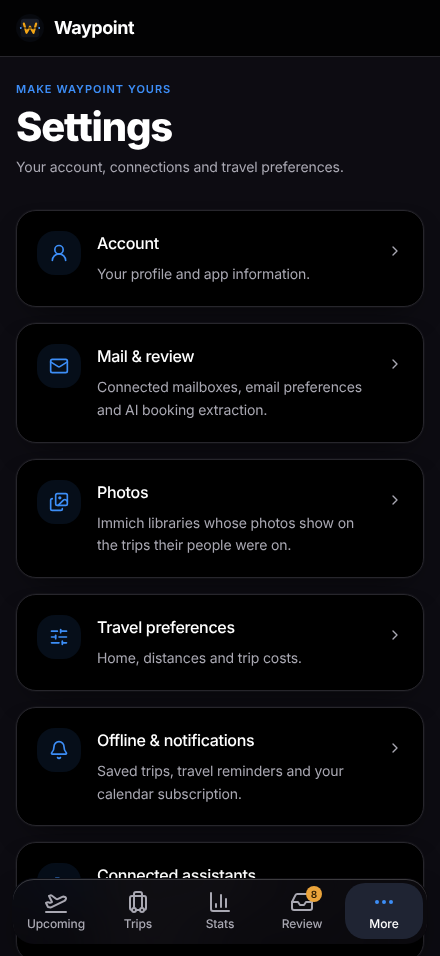 Waypoint
MAKE WAYPOINT YOURS
Settings
Your account, connections and travel preferences.
Account
Your profile and app information.
Mail & review
Connected mailboxes, email preferences
and AI booking extraction.
Photos
Immich libraries whose photos show on
the trips their people were on.
Travel preferences
Home, distances and trip costs.
Offline & notifications
Saved trips, travel reminders and your
calendar subscription.
Connected assistants
8
Upcoming
Trips
Stats
Review
More